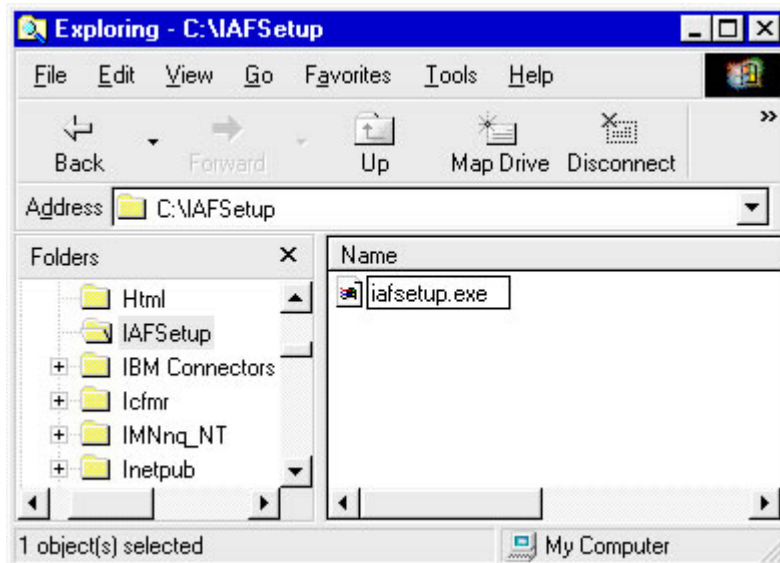 Exploring - C:\IAFSetup
File Edit View Go Favorites Tools Help
Back Forward Up Map Drive Disconnect »
Address C:\IAFSetup
Folders
Name
Html
iafsetup.exe
IAFSetup
IBM Connectors
Icfmr
IMNnq_NT
Inetpub
1 object(s) selected
My Computer